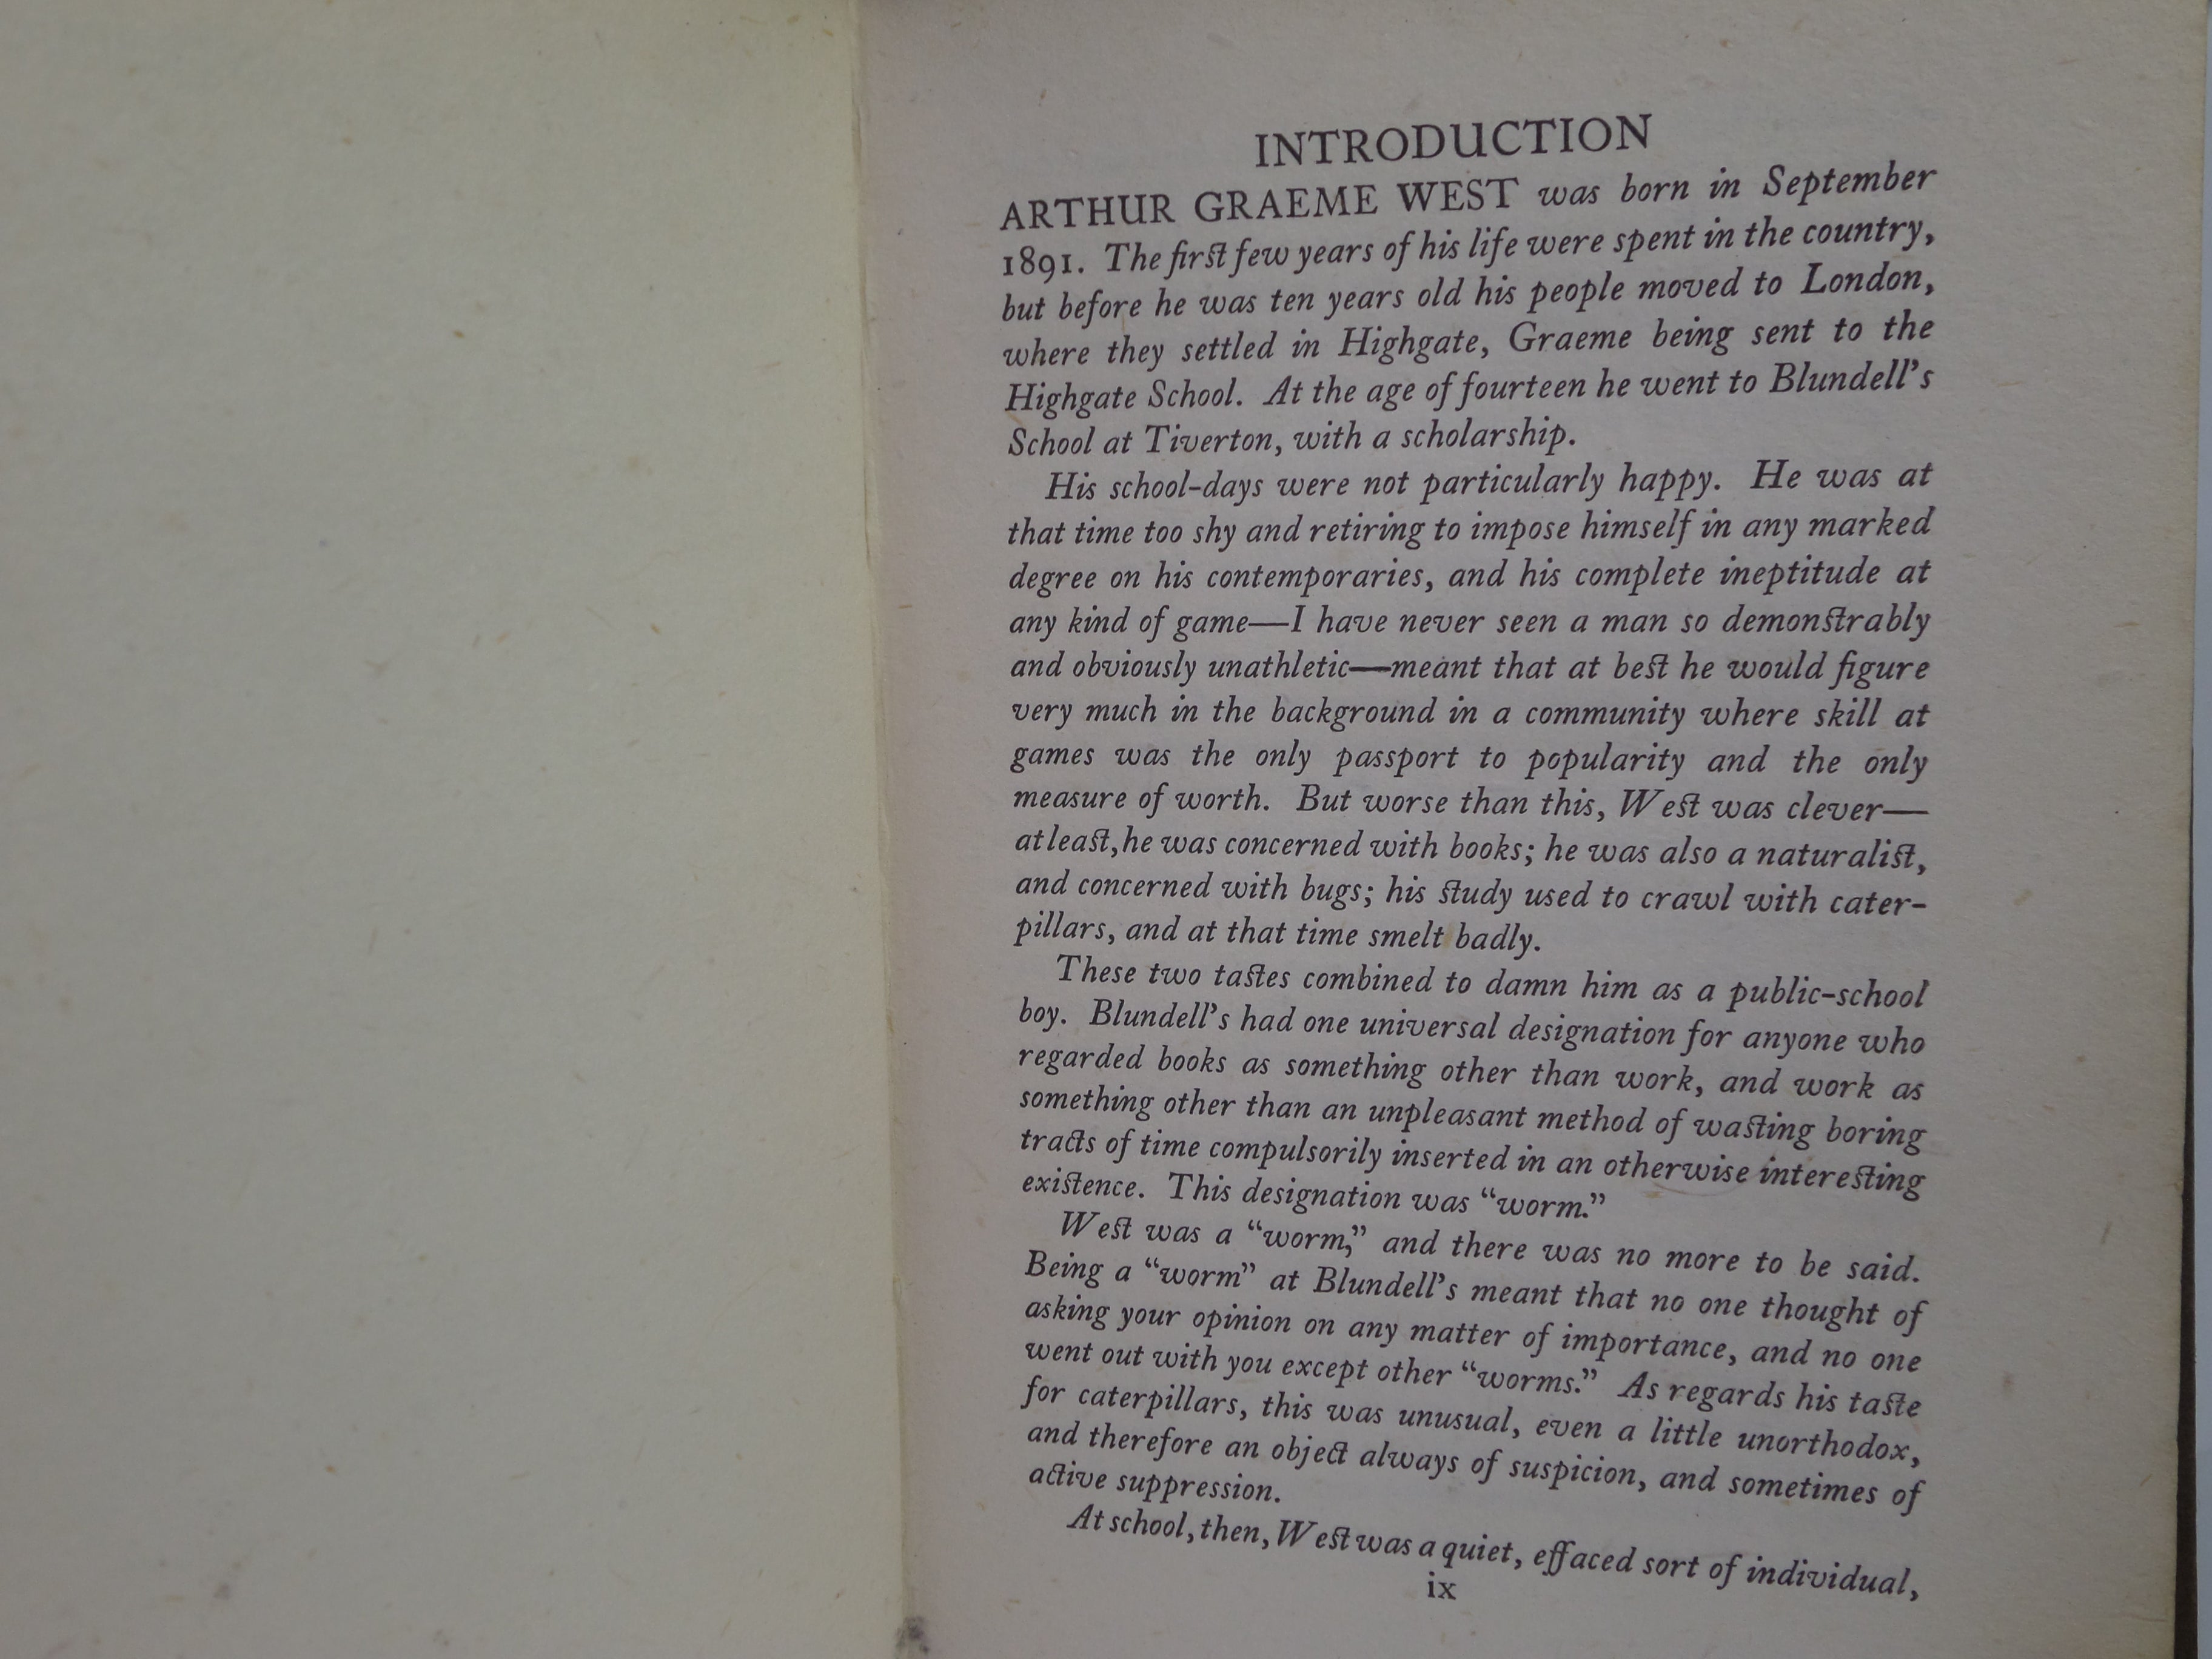 INTRODUCTION
ARTHUR GRAEME WEST was born in September
1891. The first few years of his life were spent in the country,
but before he was ten years old his people moved to London,
where they settled in Highgate, Graeme being sent to the
Highgate School. At the age of fourteen he went to Blundell's
School at Tiverton, with a scholarship.
His school-days were not particularly happy. He was at
that time too shy and retiring to impose himself in any marked
degree on his contemporaries, and his complete ineptitude at
any kind of game—I have never seen a man so demonstrably
and obviously unathletic—meant that at best he would figure
very much in the background in a community where skill at
games was the only passport to popularity and the only
measure of worth. But worse than this, West was clever—
at least, he was concerned with books; he was also a naturalist,
and concerned with bugs; his study used to crawl with cater-
pillars, and at that time smelt badly.
These two tastes combined to damn him as a public-school
boy. Blundell's had one universal designation for anyone who
regarded books as something other than work, and work as
something other than an unpleasant method of wasting boring
tracts of time compulsorily inserted in an otherwise interesting
existence. This designation was "worm."
West was a "worm," and there was no more to be said.
Being a "worm" at Blundell's meant that no one thought of
asking your opinion on any matter of importance, and no one
went out with you except other "worms." As regards his taste
for caterpillars, this was unusual, even a little unorthodox,
and therefore an object always of suspicion, and sometimes of
active suppression.
At school, then, West was a quiet, effaced sort of individual,
ix